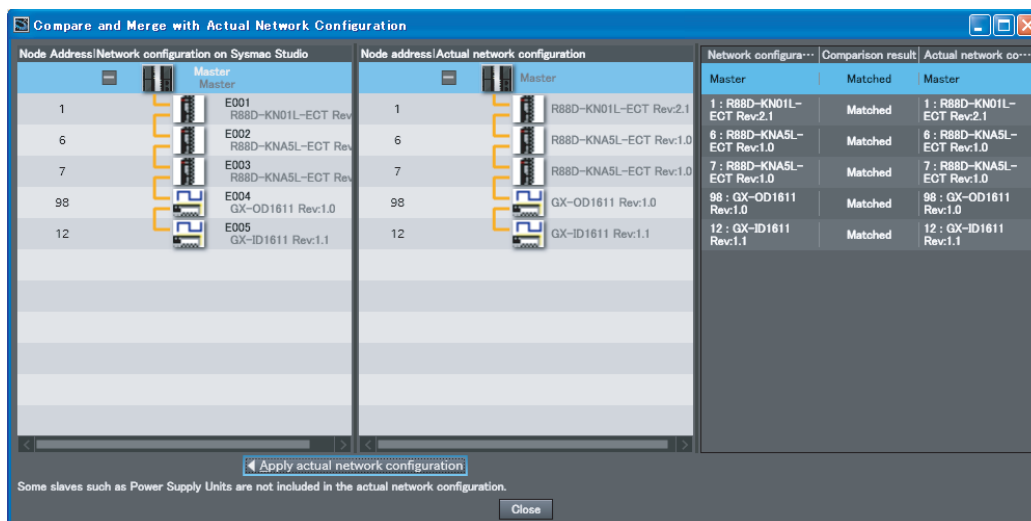 Compare and Merge with Actual Network Configuration
Node Address|Network configuration on Sysmac Studio
Master
Master
1
E001
R88D-KN01L-ECT Rev
6
E002
R88D-KNA5L-ECT Rev
7
E003
R88D-KNA5L-ECT Rev
98
E004
GX-OD1611 Rev:1.0
12
E005
GX-ID1611 Rev:1.1
Node address|Actual network configuration
Master
1
R88D-KN01L-ECT Rev:2.1
6
R88D-KNA5L-ECT Rev:1.0
7
R88D-KNA5L-ECT Rev:1.0
98
GX-OD1611 Rev:1.0
12
GX-ID1611 Rev:1.1
Network configura… Comparison result Actual network co…
Master Matched Master
1 : R88D-KN01L-
ECT Rev:2.1
Matched
1 : R88D-KN01L-
ECT Rev:2.1
6 : R88D-KNA5L-
ECT Rev:1.0
Matched
6 : R88D-KNA5L-
ECT Rev:1.0
7 : R88D-KNA5L-
ECT Rev:1.0
Matched
7 : R88D-KNA5L-
ECT Rev:1.0
98 : GX-OD1611
Rev:1.0
Matched
98 : GX-OD1611
Rev:1.0
12 : GX-ID1611
Rev:1.1
Matched
12 : GX-ID1611
Rev:1.1
Apply actual network configuration
Some slaves such as Power Supply Units are not included in the actual network configuration.
Close